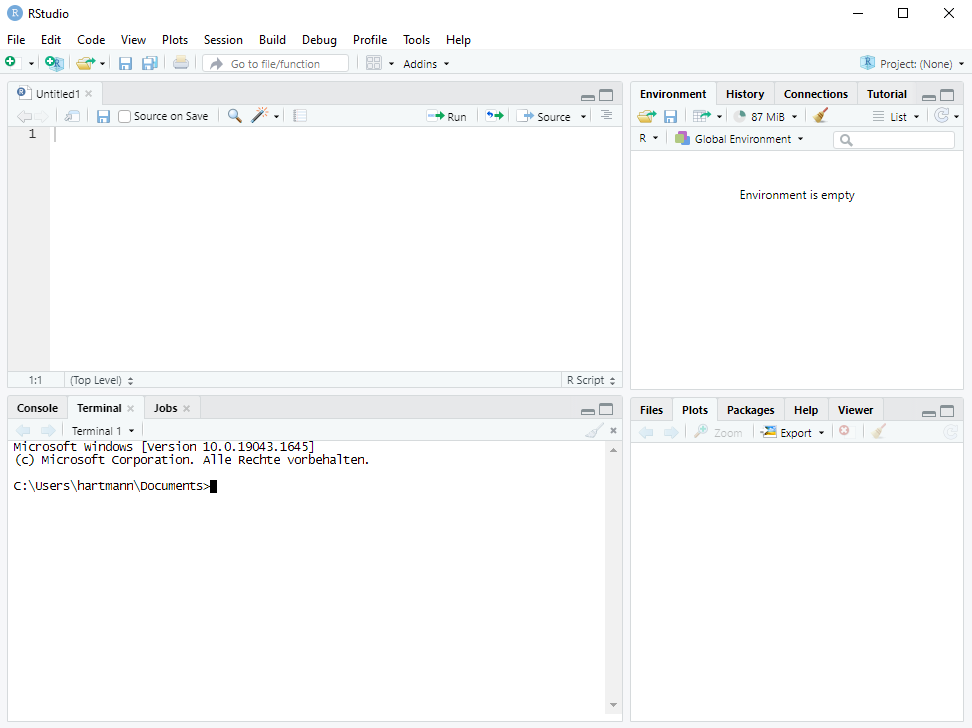 RStudio
File Edit Code View Plots Session Build Debug Profile Tools Help
Go to file/function Addins Project: (None)
Untitled1
Source on Save Run Source
1
1:1 (Top Level) R Script
Environment History Connections Tutorial
87 MiB List
R Global Environment
Environment is empty
Console Terminal Jobs
Terminal 1
Microsoft Windows [Version 10.0.19043.1645]
(c) Microsoft Corporation. Alle Rechte vorbehalten.
C:\Users\hartmann\Documents>
Files Plots Packages Help Viewer
Zoom Export